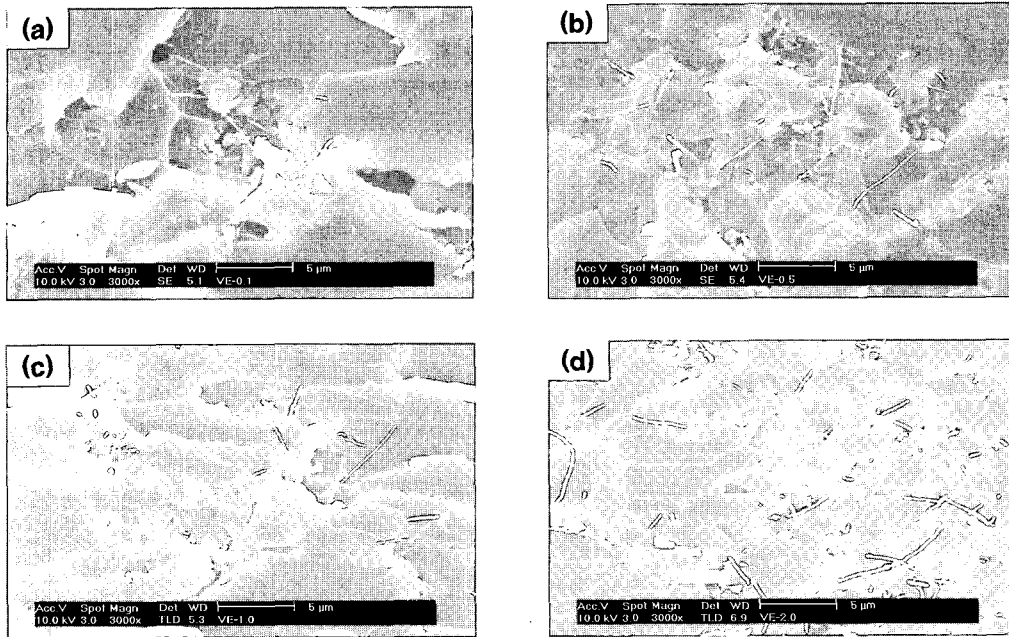 (a)
Acc.V Spot Magn Det WD 5 µm
10.0 kV 3.0 3000x SE 5.1 VE-0.1
(b)
Acc.V Spot Magn Det WD 5 µm
10.0 kV 3.0 3000x SE 5.4 VE-0.5
(c)
Acc.V Spot Magn Det WD 5 µm
10.0 kV 3.0 3000x TLD 5.3 VE-1.0
(d)
Acc.V Spot Magn Det WD 5 µm
10.0 kV 3.0 3000x TLD 6.9 VE-2.0